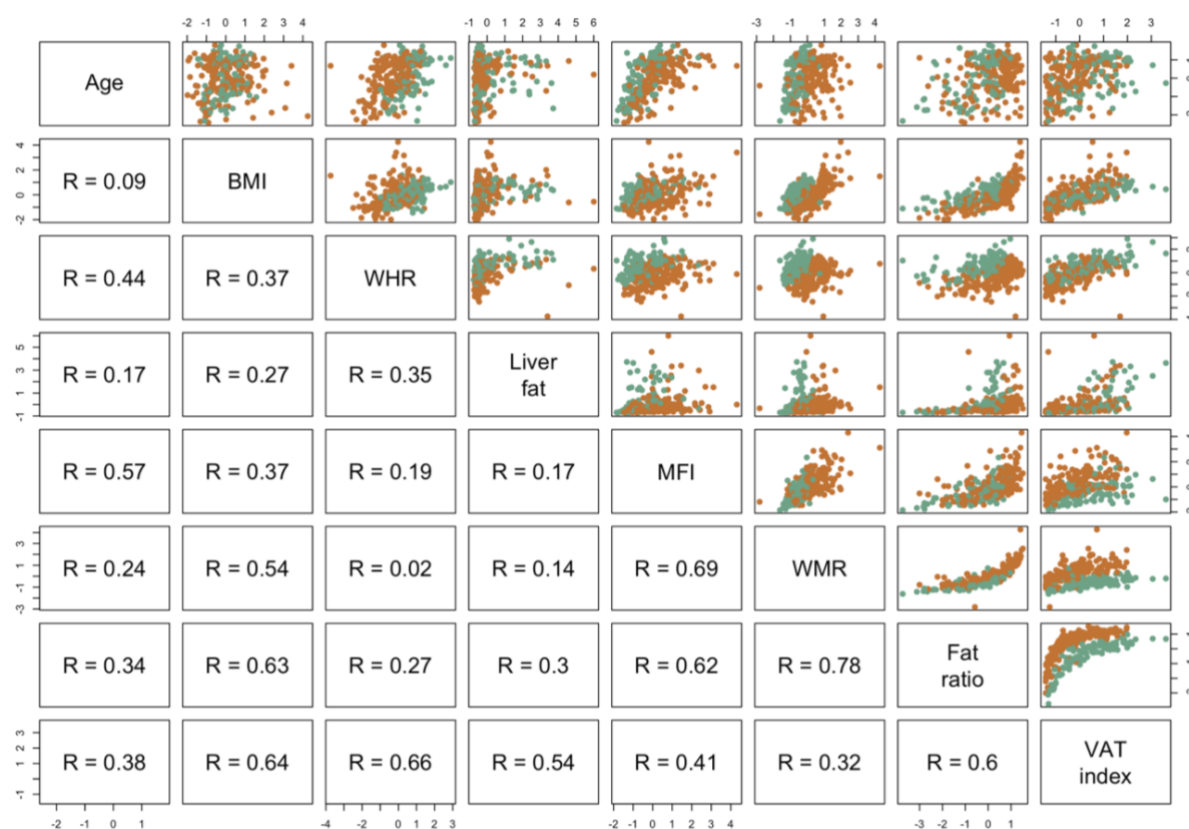 -2 -1 0 1 2 3 4
-1 0 1 2 3 4 5 6
-3 -1 1 2 3 4
-1 0 1 2 3
Age
4 2 0 -2
R = 0.09
BMI
R = 0.44
R = 0.37
WHR
5 3 1 -1
R = 0.17
R = 0.27
R = 0.35
Liver
fat
R = 0.57
R = 0.37
R = 0.19
R = 0.17
MFI
3 1 -1 -3
R = 0.24
R = 0.54
R = 0.02
R = 0.14
R = 0.69
WMR
R = 0.34
R = 0.63
R = 0.27
R = 0.3
R = 0.62
R = 0.78
Fat
ratio
3 2 1 -1
R = 0.38
R = 0.64
R = 0.66
R = 0.54
R = 0.41
R = 0.32
R = 0.6
VAT
index
-2 -1 0 1
-4 -2 0 1 2 3
-2 -1 0 1 2 3 4
-3 -1 0 1